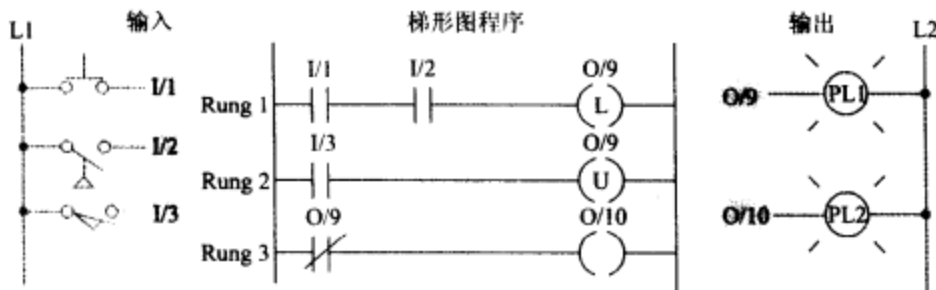 输入
梯形图程序
输出
L1
L2
I/1
I/2
I/3
Rung 1
I/1
I/2
O/9
L
Rung 2
I/3
O/9
U
Rung 3
O/9
O/10
O/9
PL1
O/10
PL2